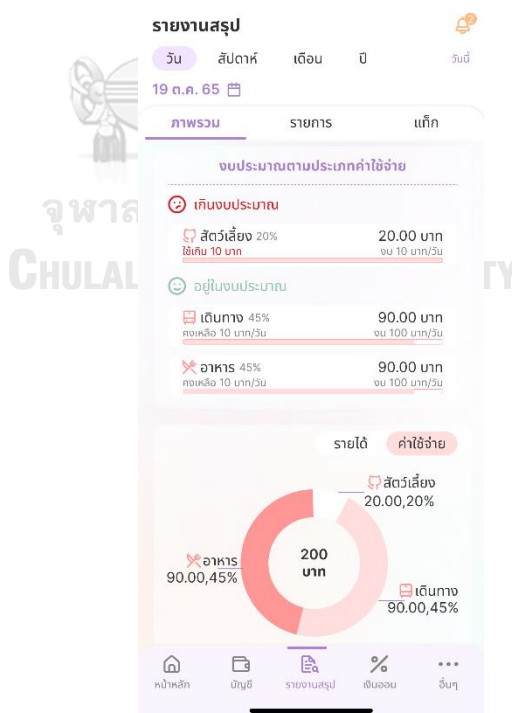 รายงานสรุป
2
วัน สัปดาห์ เดือน ปี วันนี้
19 ต.ค. 65
ภาพรวม รายการ แท็ก
งบประมาณตามประเภทค่าใช้จ่าย
เกินงบประมาณ
สัตว์เลี้ยง 20% 20.00 บาท
ใช้เกิน 10 บาท งบ 10 บาท/วัน
อยู่ในงบประมาณ
เดินทาง 45% 90.00 บาท
คงเหลือ 10 บาท/วัน งบ 100 บาท/วัน
อาหาร 45% 90.00 บาท
คงเหลือ 10 บาท/วัน งบ 100 บาท/วัน
รายได้ ค่าใช้จ่าย
สัตว์เลี้ยง
20.00,20%
200
บาท
อาหาร
90.00,45%
เดินทาง
90.00,45%
หน้าหลัก บัญชี รายงานสรุป เงินออม อื่นๆ
จุฬาล
CHULAL TY